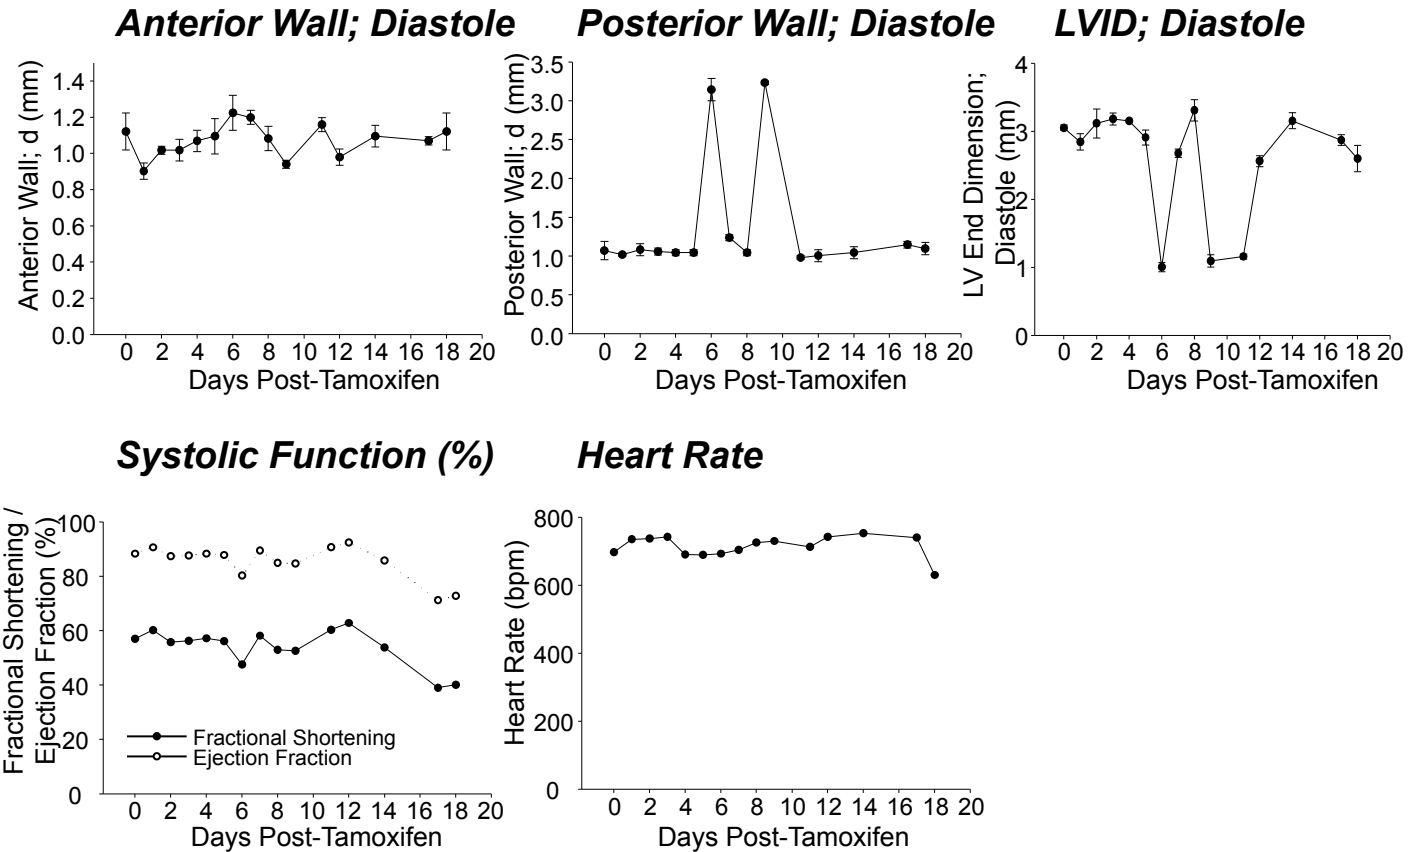 Anterior Wall; Diastole
Anterior Wall; d (mm)
1.4
1.2
1.0
0.8
0.6
0.4
0.2
0.0
0 2 4 6 8 10 12 14 16 18 20
Days Post-Tamoxifen
Posterior Wall; Diastole
Posterior Wall; d (mm)
3.5
3.0
2.5
2.0
1.5
1.0
0.5
0.0
0 2 4 6 8 10 12 14 16 18 20
Days Post-Tamoxifen
LVID; Diastole
LV End Dimension;
Diastole (mm)
4
3
2
1
0
0 2 4 6 8 10 12 14 16 18 20
Days Post-Tamoxifen
Systolic Function (%)
Fractional Shortening /
Ejection Fraction (%)
100
80
60
40
20
0
Fractional Shortening
Ejection Fraction
0 2 4 6 8 10 12 14 16 18 20
Days Post-Tamoxifen
Heart Rate
Heart Rate (bpm)
800
600
400
200
0
0 2 4 6 8 10 12 14 16 18 20
Days Post-Tamoxifen